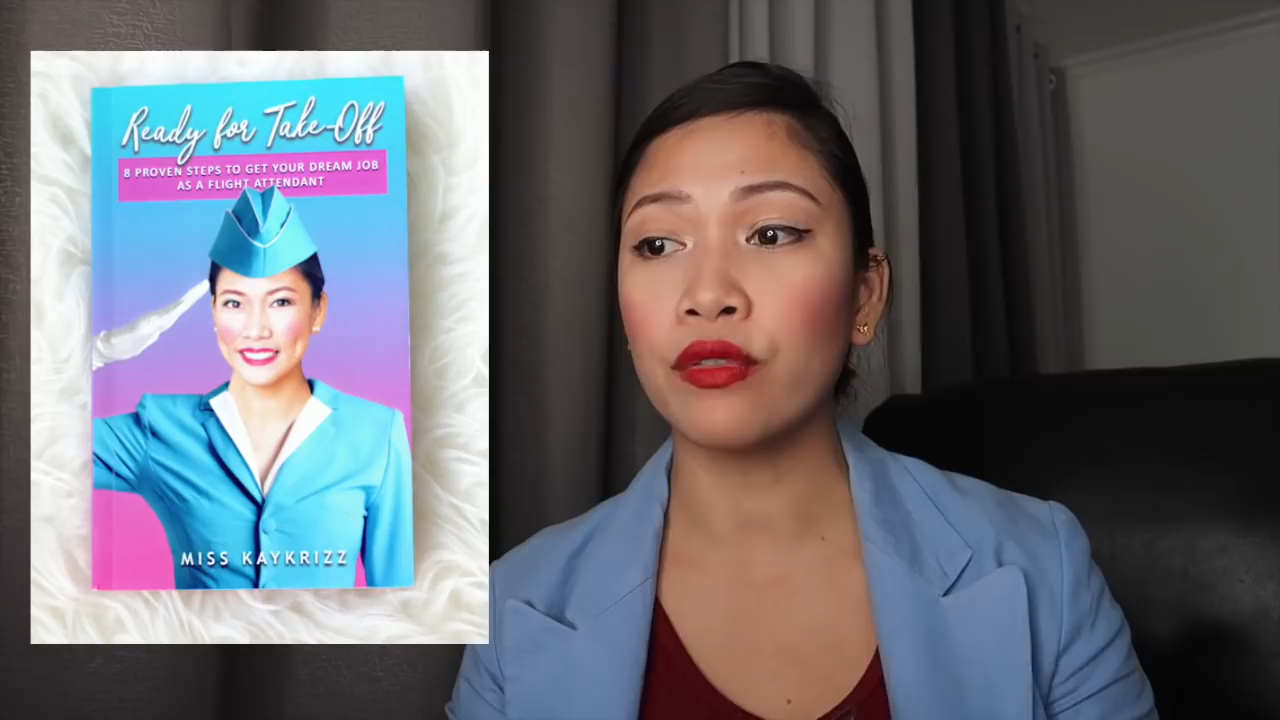 Ready for Take-Off
8 PROVEN STEPS TO GET YOUR DREAM JOB
AS A FLIGHT ATTENDANT
MISS KAYKRIZZ